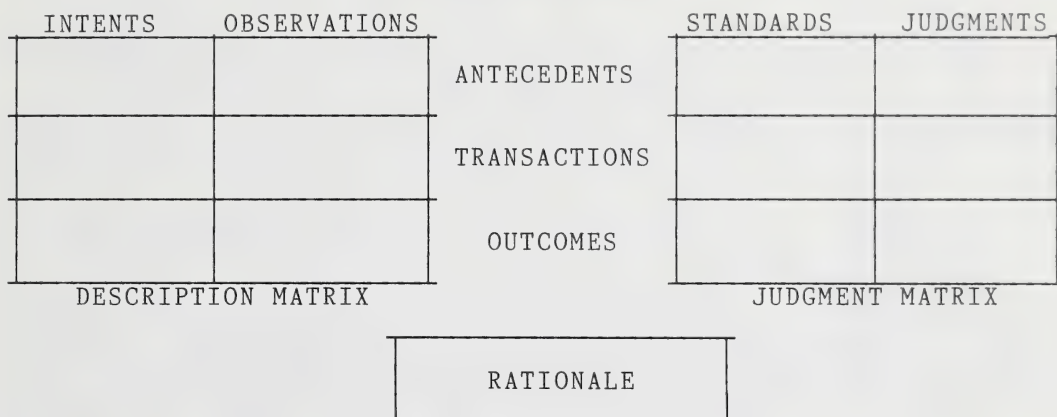 INTENTS OBSERVATIONS STANDARDS JUDGMENTS
ANTECEDENTS
TRANSACTIONS
OUTCOMES
DESCRIPTION MATRIX JUDGMENT MATRIX
RATIONALE